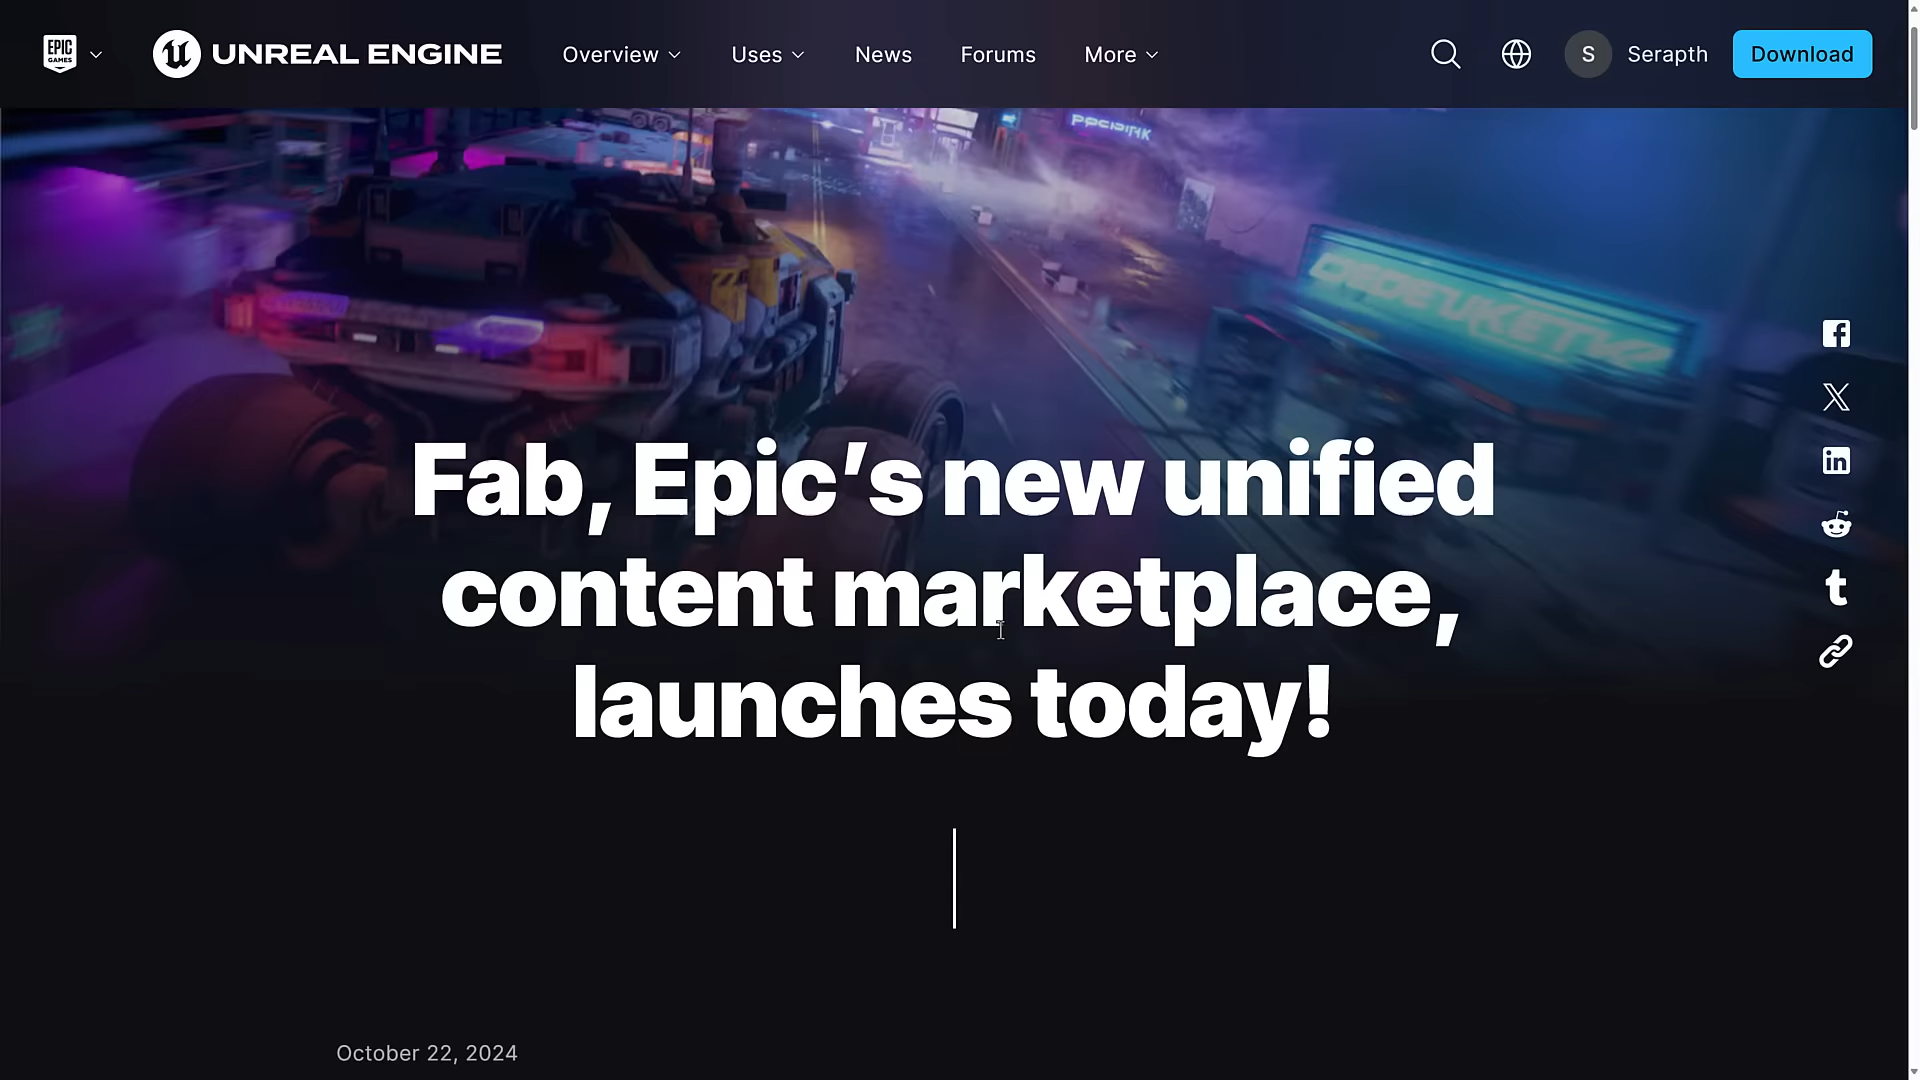 EPIC GAMES
UNREAL ENGINE
Overview
Uses
News
Forums
More
S
Serapth
Download
Fab, Epic’s new unified
content marketplace,
launches today!
October 22, 2024